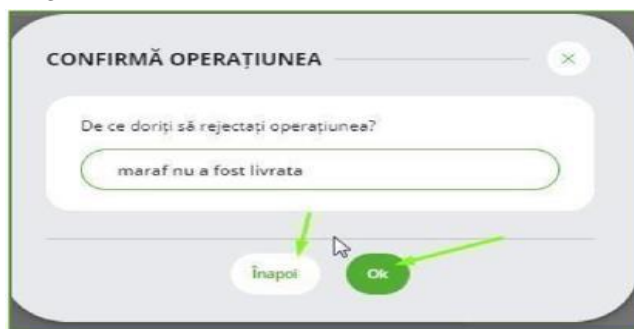 CONFIRMĂ OPERAȚIUNEA
De ce doriți să rejectați operațiunea?
maraf nu a fost livrata
Înapoi
Ok